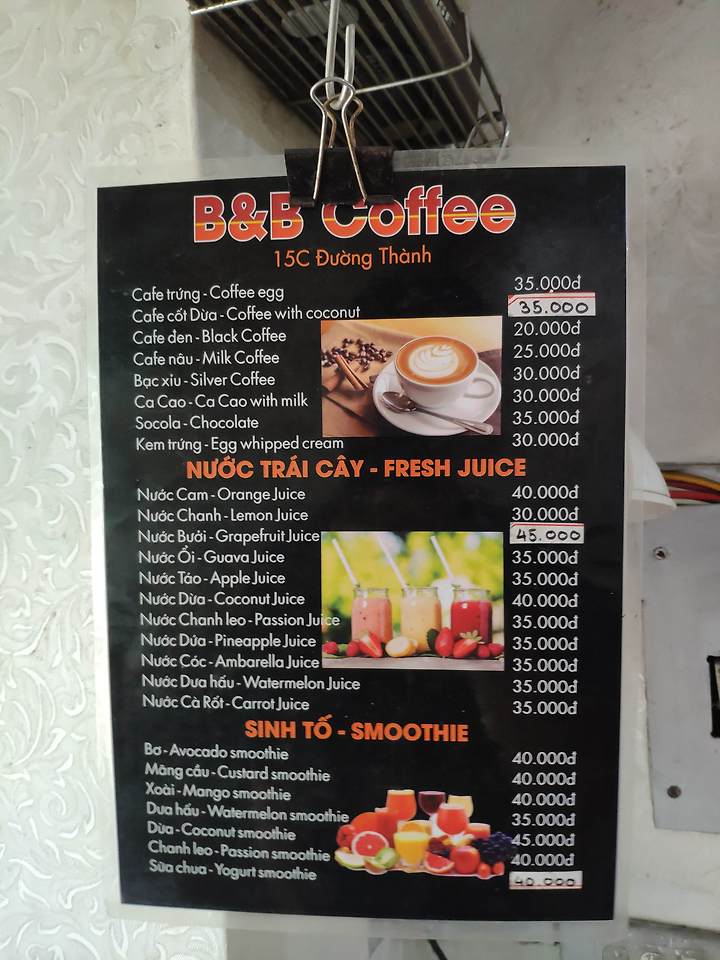 B&B Coffee
15C Đường Thành
Cafe trứng - Coffee egg 35.000đ
Cafe cốt Dừa - Coffee with coconut 35.000
Cafe đen - Black Coffee 20.000đ
Cafe nâu - Milk Coffee 25.000đ
Bạc xỉu - Silver Coffee 30.000đ
Ca Cao - Ca Cao with milk 30.000đ
Socola - Chocolate 35.000đ
Kem trứng - Egg whipped cream 30.000đ
NƯỚC TRÁI CÂY - FRESH JUICE
Nước Cam - Orange Juice 40.000đ
Nước Chanh - Lemon Juice 30.000đ
Nước Bưởi - Grapefruit Juice 45.000
Nước Ổi - Guava Juice 35.000đ
Nước Táo - Apple Juice 35.000đ
Nước Dừa - Coconut Juice 40.000đ
Nước Chanh leo - Passion Juice 35.000đ
Nước Dứa - Pineapple Juice 35.000đ
Nước Cóc - Ambarella Juice 35.000đ
Nước Dưa hấu - Watermelon Juice 35.000đ
Nước Cà Rốt - Carrot Juice 35.000đ
SINH TỐ - SMOOTHIE
Bơ - Avocado smoothie 40.000đ
Mãng cầu - Custard smoothie 40.000đ
Xoài - Mango smoothie 40.000đ
Dưa hấu - Watermelon smoothie 35.000đ
Dừa - Coconut smoothie 45.000đ
Chanh leo - Passion smoothie 40.000đ
Sữa chua - Yogurt smoothie 40.000